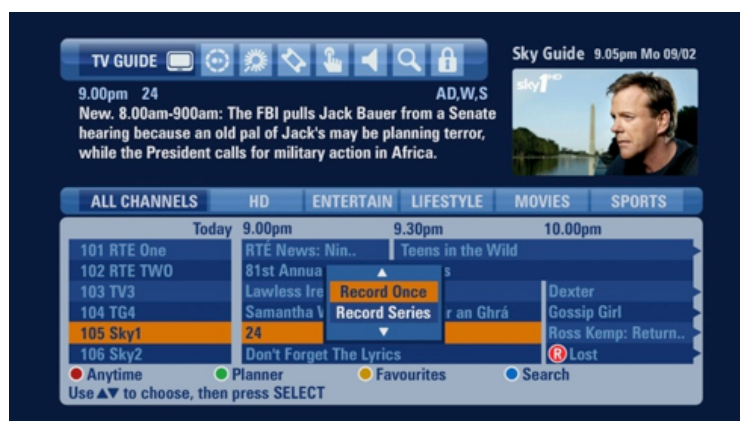 TV GUIDE
Sky Guide 9.05pm Mo 09/02
9.00pm 24 AD,W,S
New. 8.00am-900am: The FBI pulls Jack Bauer from a Senate
hearing because an old pal of Jack's may be planning terror,
while the President calls for military action in Africa.
sky1 HD
ALL CHANNELS HD ENTERTAIN LIFESTYLE MOVIES SPORTS
Today 9.00pm 9.30pm 10.00pm
101 RTE One RTÉ News: Nin.. Teens in the Wild
102 RTE TWO 81st Annua s
103 TV3 Lawless Ire Dexter
Record Once
104 TG4 Samantha r an Ghrá Gossip Girl
Record Series
105 Sky1 24 Ross Kemp: Return..
106 Sky2 Don't Forget The Lyrics R Lost
Anytime Planner Favourites Search
Use ▲▼ to choose, then press SELECT